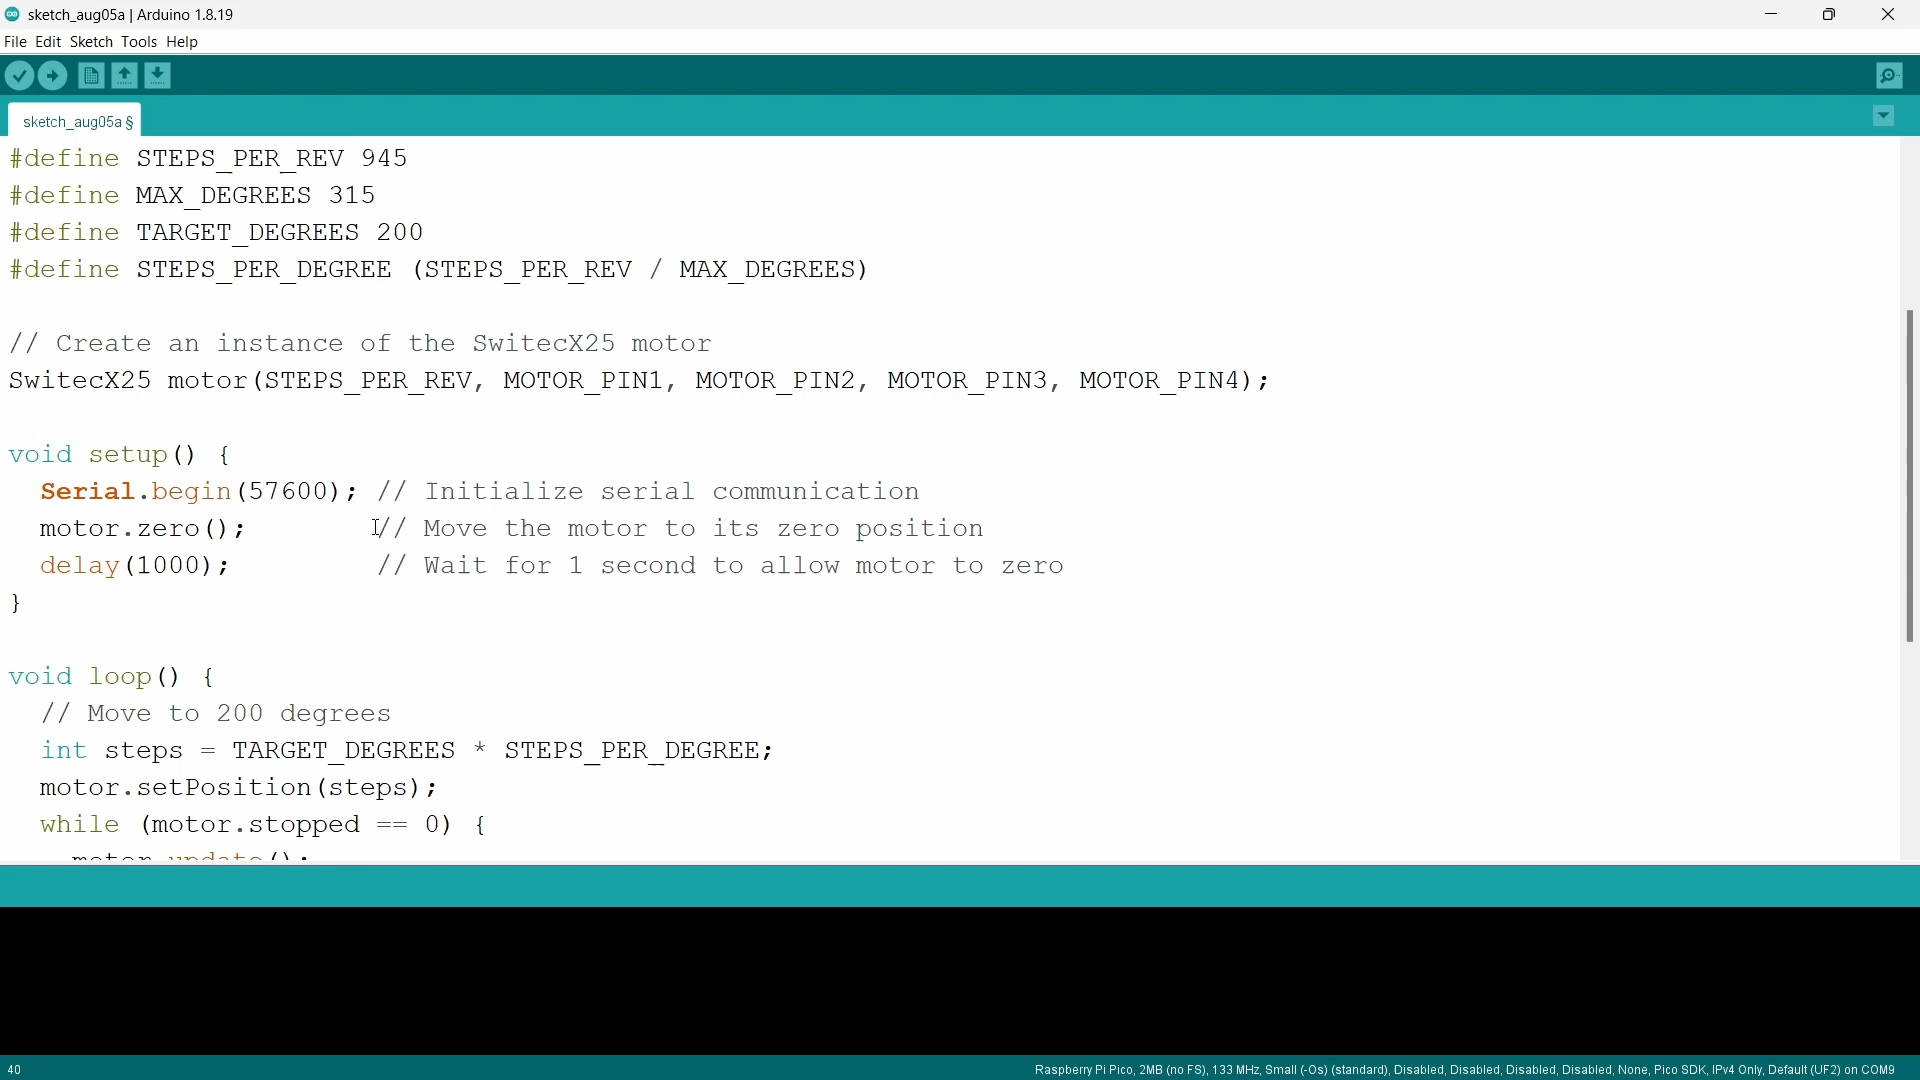 sketch_aug05a | Arduino 1.8.19
File Edit Sketch Tools Help
sketch_aug05a §
#define STEPS_PER_REV 945
#define MAX_DEGREES 315
#define TARGET_DEGREES 200
#define STEPS_PER_DEGREE (STEPS_PER_REV / MAX_DEGREES)
// Create an instance of the SwitecX25 motor
SwitecX25 motor(STEPS_PER_REV, MOTOR_PIN1, MOTOR_PIN2, MOTOR_PIN3, MOTOR_PIN4);
void setup() {
Serial.begin(57600); // Initialize serial communication
motor.zero(); // Move the motor to its zero position
delay(1000); // Wait for 1 second to allow motor to zero
}
void loop() {
// Move to 200 degrees
int steps = TARGET_DEGREES * STEPS_PER_DEGREE;
motor.setPosition(steps);
while (motor.stopped == 0) {
motor.update();
40
Raspberry Pi Pico, 2MB (no FS), 133 MHz, Small (-Os) (standard), Disabled, Disabled, Disabled, Disabled, None, Pico SDK, IPv4 Only, Default (UF2) on COM9